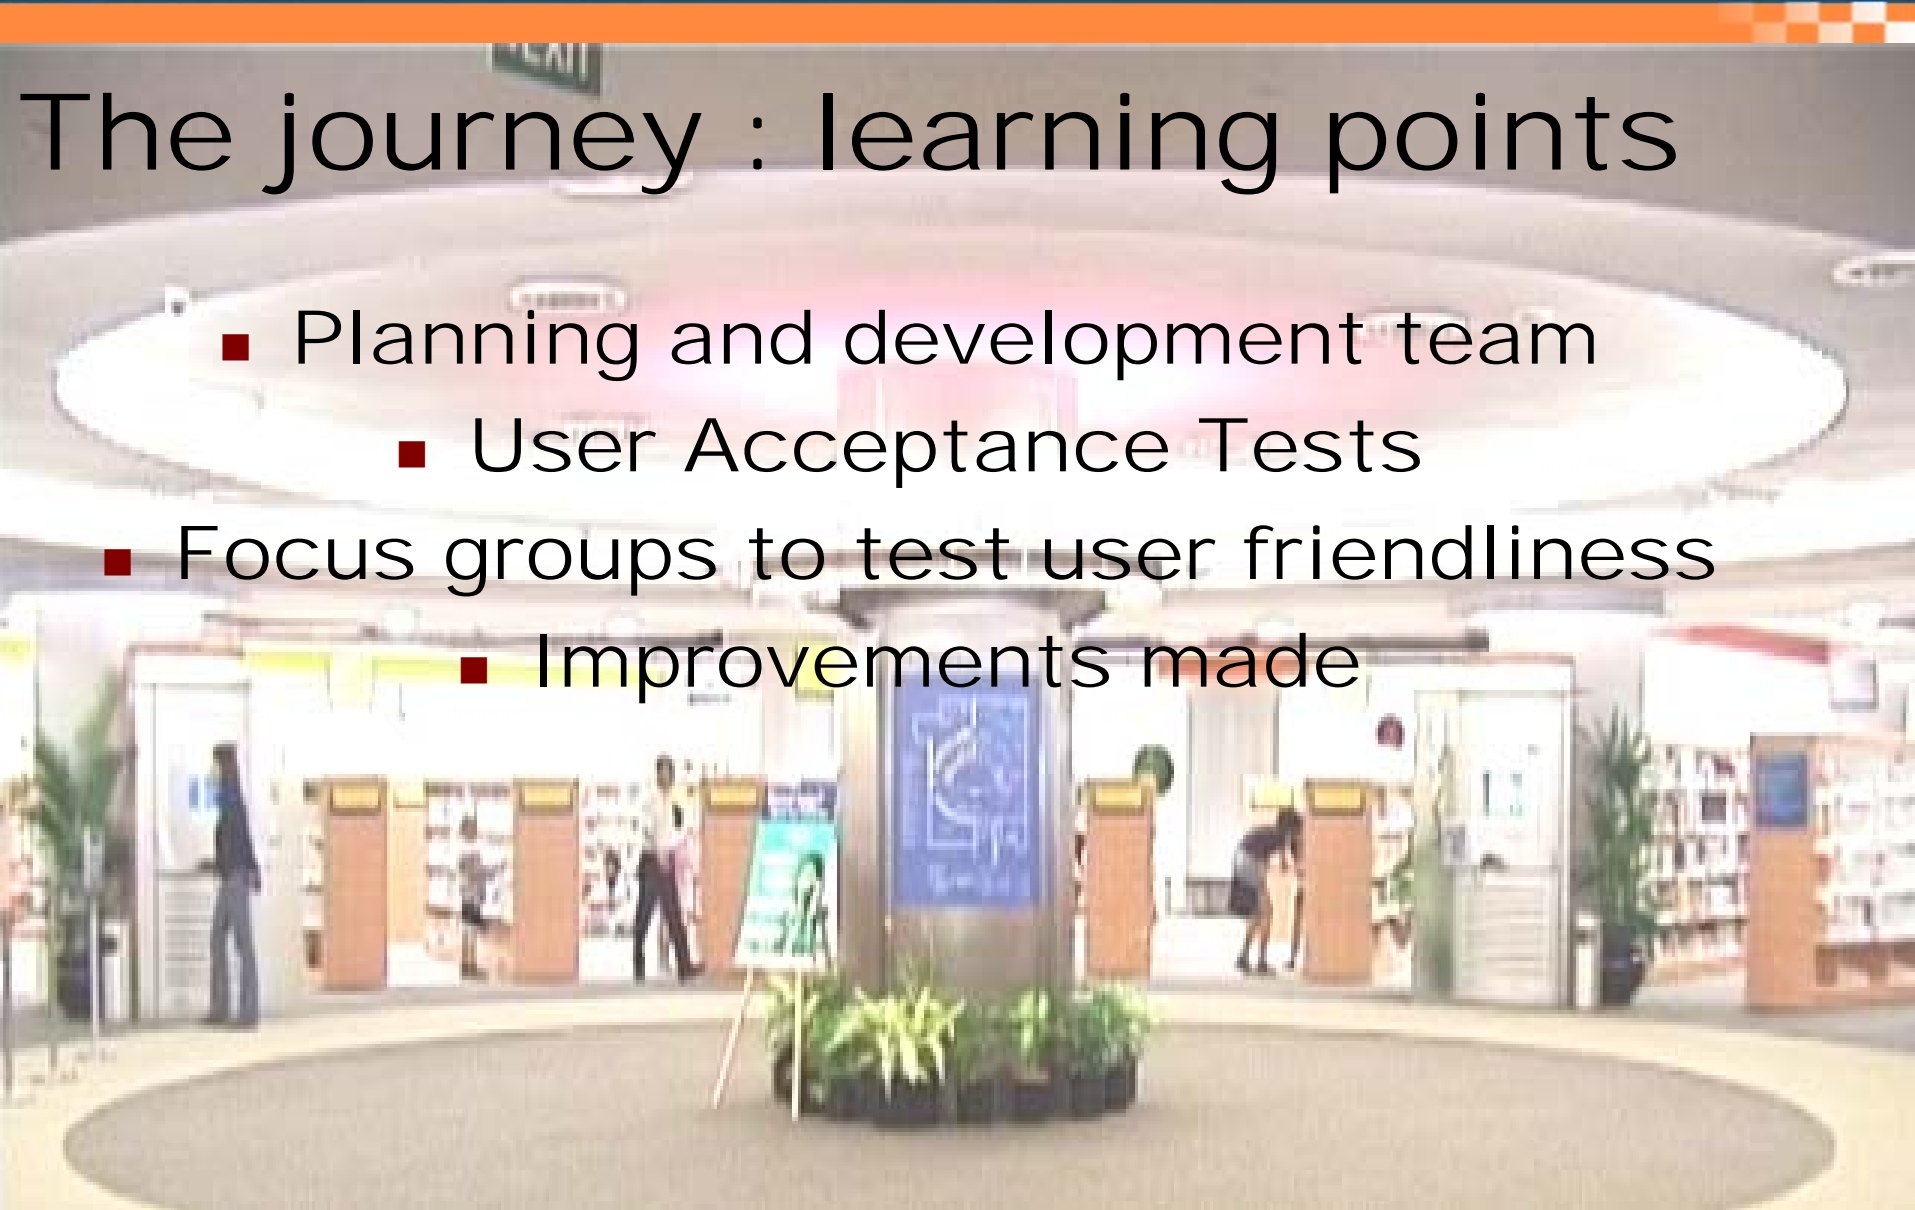 The journey : learning points
Planning and development team
User Acceptance Tests
Focus groups to test user friendliness
Improvements made